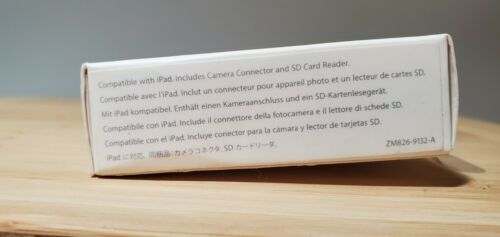 Compatible with iPad. Includes Camera Connector and SD Card Reader.
Compatible avec l'iPad. Inclut un connecteur pour appareil photo et un lecteur de cartes SD.
Mit iPad kompatibel. Enthält einen Kameraanschluss und ein SD-Kartenlesegerät.
Compatibile con iPad. Include il connettore della fotocamera e il lettore di schede SD.
Compatible con el iPad. Incluye conector para la cámara y lector de tarjetas SD.
iPad に対応。同梱品：カメラコネクタ、SD カードリーダ。
ZM826-9132-A